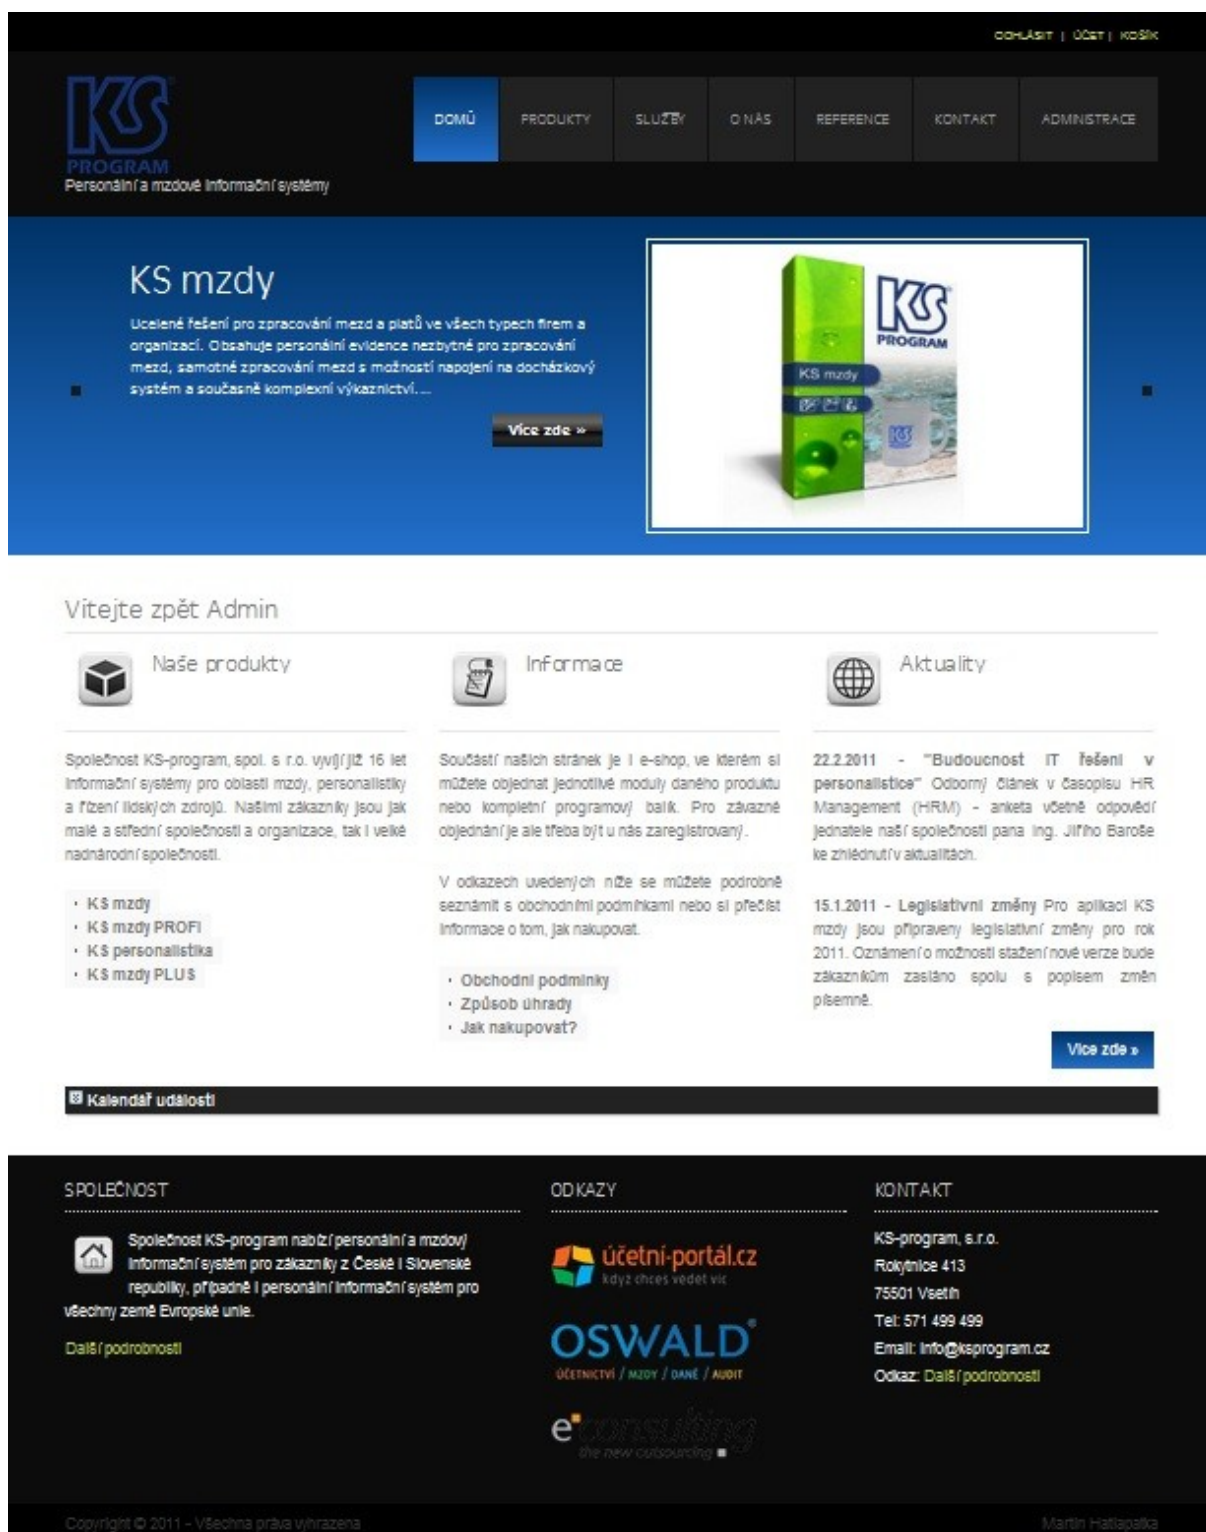 ODHLÁSIT | ÚČET | KOŠÍK
KS
PROGRAM
Personální a mzdové informační systémy
DOMŮ PRODUKTY SLUŽBY O NÁS REFERENCE KONTAKT ADMINISTRACE
KS mzdy
Ucelené řešení pro zpracování mezd a platů ve všech typech firem a
organizací. Obsahuje personální evidence nezbytné pro zpracování
mezd, samotné zpracování mezd s možností napojení na docházkový
systém a současně komplexní výkaznictví....
Více zde »
KS
PROGRAM
KS mzdy
KS
Vítejte zpět Admin
Naše produkty
Společnost KS-program, spol. s r.o. vyvíjí již 16 let
informační systémy pro oblasti mzdy, personalistiky
a řízení lidských zdrojů. Našimi zákazníky jsou jak
malé a střední společnosti a organizace, tak i velké
nadnárodní společnosti.
· KS mzdy
· KS mzdy PROFI
· KS personalistika
· KS mzdy PLUS
Informace
Součástí našich stránek je i e-shop, ve kterém si
můžete objednat jednotlivé moduly daného produktu
nebo kompletní programový balík. Pro závazné
objednání je ale třeba být u nás zaregistrovaný.
V odkazech uvedených níže se můžete podrobně
seznámit s obchodními podmínkami nebo si přečíst
informace o tom, jak nakupovat.
· Obchodní podmínky
· Způsob úhrady
· Jak nakupovat?
Aktuality
22.2.2011 - "Budoucnost IT řešení v
personalistice" Odborný článek v časopisu HR
Management (HRM) - anketa včetně odpovědí
jednatele naší společnosti pana Ing. Jiřího Baroše
ke zhlédnutí v aktualitách.
15.1.2011 - Legislativní změny Pro aplikaci KS
mzdy jsou připraveny legislativní změny pro rok
2011. Oznámení o možnosti stažení nové verze bude
zákazníkům zasláno spolu s popisem změn
písemně.
Více zde »
Kalendář událostí
SPOLEČNOST
Společnost KS-program nabízí personální a mzdový
informační systém pro zákazníky z České i Slovenské
republiky, případně i personální informační systém pro
všechny země Evropské unie.
Další podrobnosti
ODKAZY
účetní-portál.cz
když chces vedět víc
OSWALD®
ÚČETNICTVÍ / MZDY / DANĚ / AUDIT
e consulting
the new outsourcing
KONTAKT
KS-program, s.r.o.
Rokytnice 413
75501 Vsetín
Tel: 571 499 499
Email: info@ksprogram.cz
Odkaz: Další podrobnosti
Copyright © 2011 - Všechna práva vyhrazena
Martin Hatlapatka